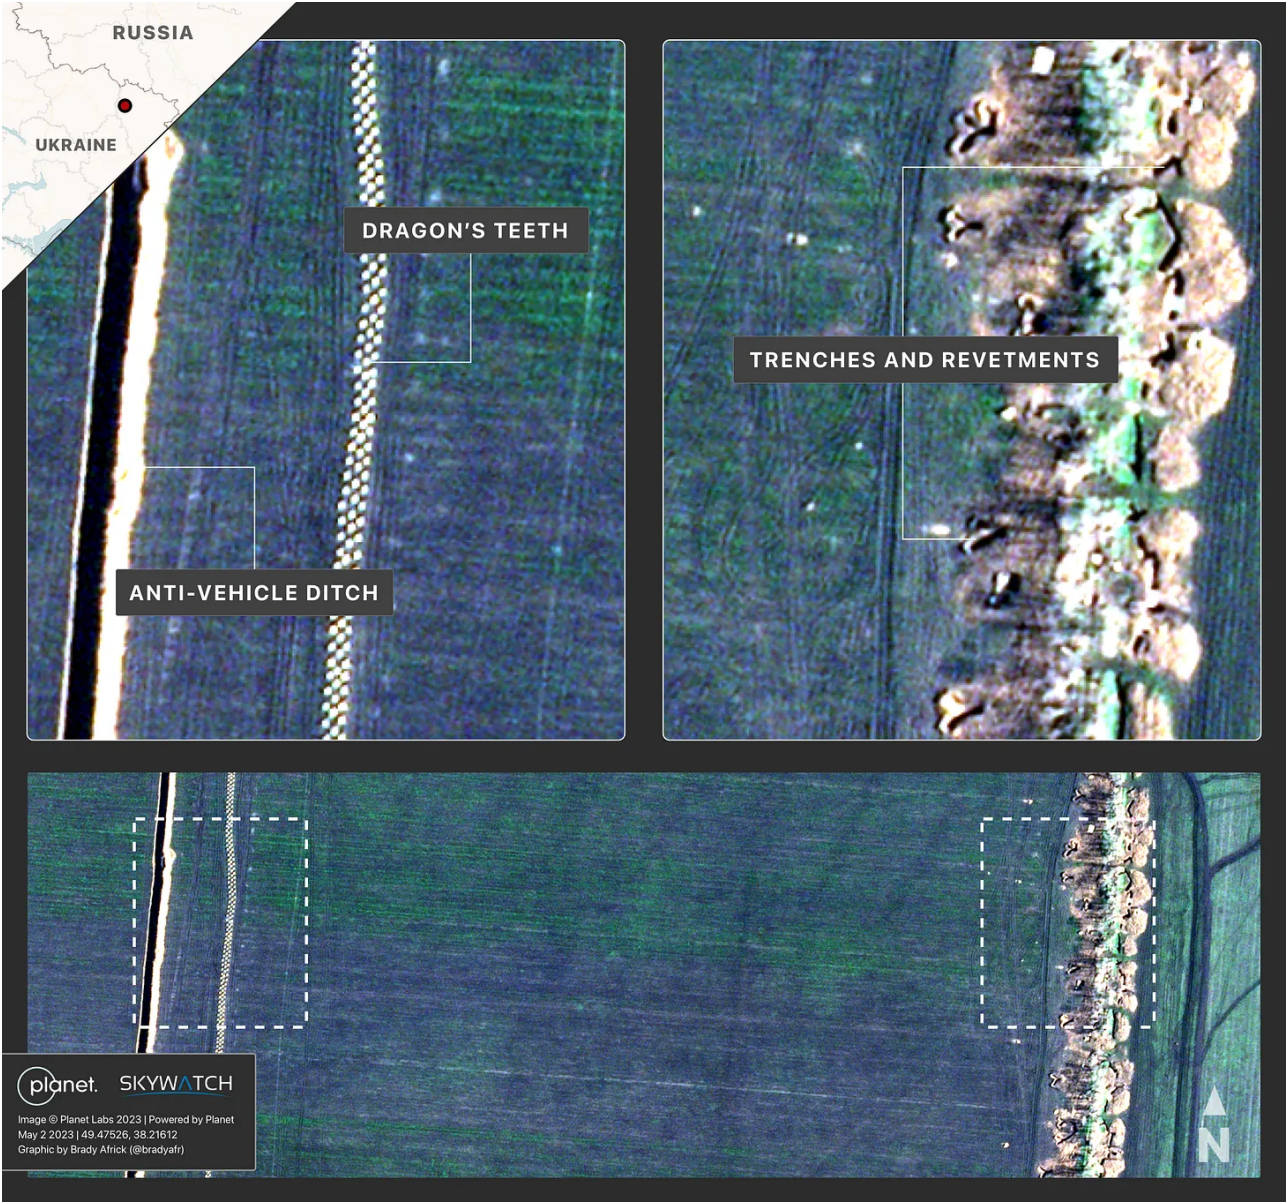 RUSSIA
UKRAINE
DRAGON'S TEETH
ANTI-VEHICLE DITCH
TRENCHES AND REVETMENTS
planet.
SKYWATCH
Image © Planet Labs 2023 | Powered by Planet
May 2 2023 | 49.47526, 38.21612
Graphic by Brady Africk (@bradyafr)
N